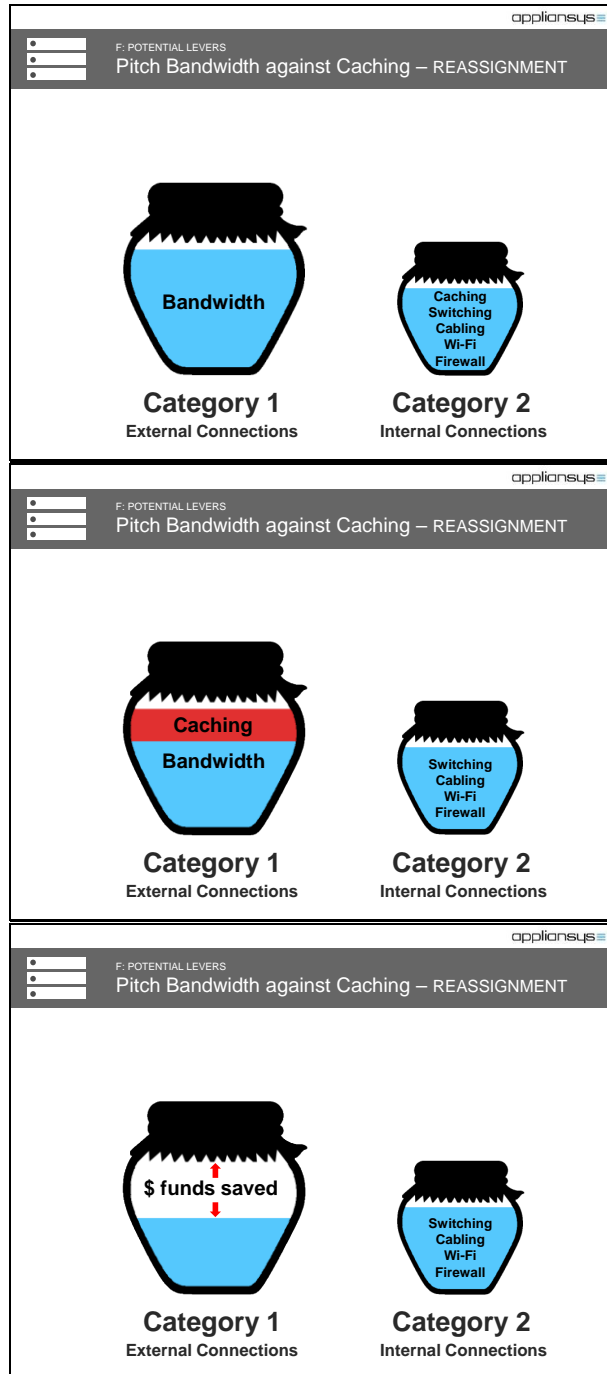 appliansys
F: POTENTIAL LEVERS
Pitch Bandwidth against Caching – REASSIGNMENT
Bandwidth
Caching
Switching
Cabling
Wi-Fi
Firewall
Category 1
External Connections
Category 2
Internal Connections
appliansys
F: POTENTIAL LEVERS
Pitch Bandwidth against Caching – REASSIGNMENT
Caching
Bandwidth
Switching
Cabling
Wi-Fi
Firewall
Category 1
External Connections
Category 2
Internal Connections
appliansys
F: POTENTIAL LEVERS
Pitch Bandwidth against Caching – REASSIGNMENT
$ funds saved
Switching
Cabling
Wi-Fi
Firewall
Category 1
External Connections
Category 2
Internal Connections